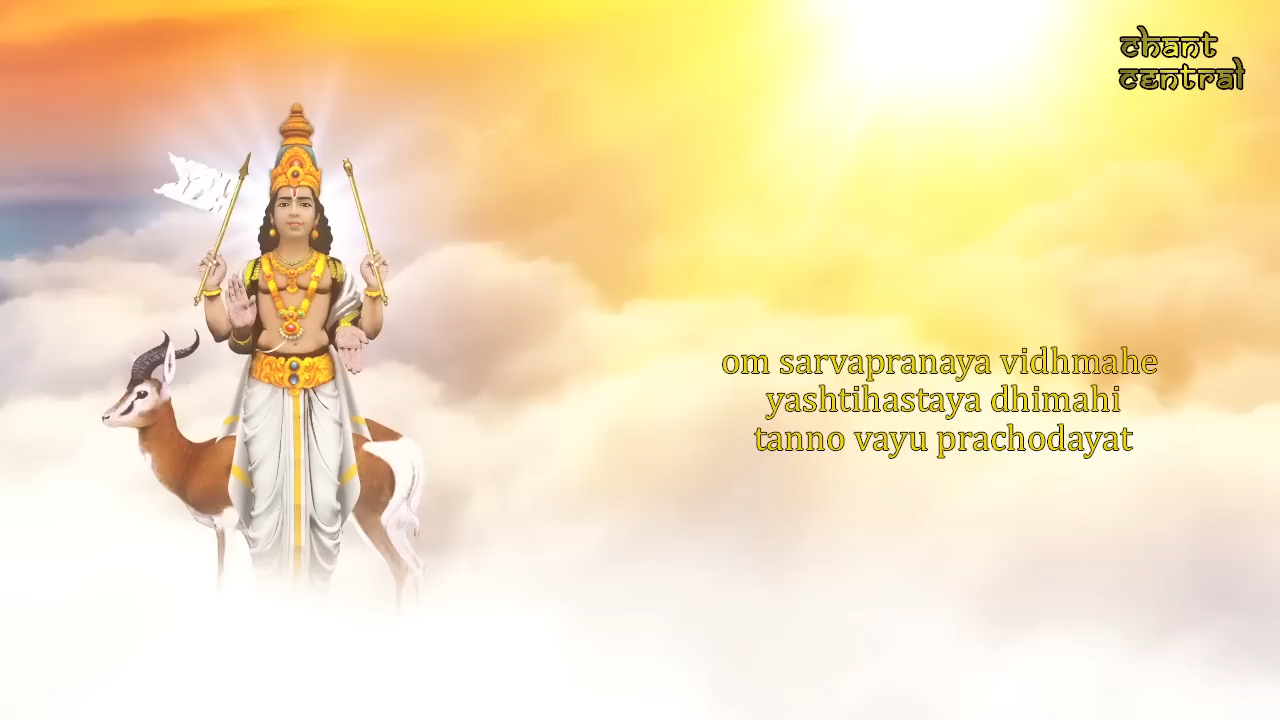 chant
central
om sarvapranaya vidhmahe
yashtihastaya dhimahi
tanno vayu prachodayat